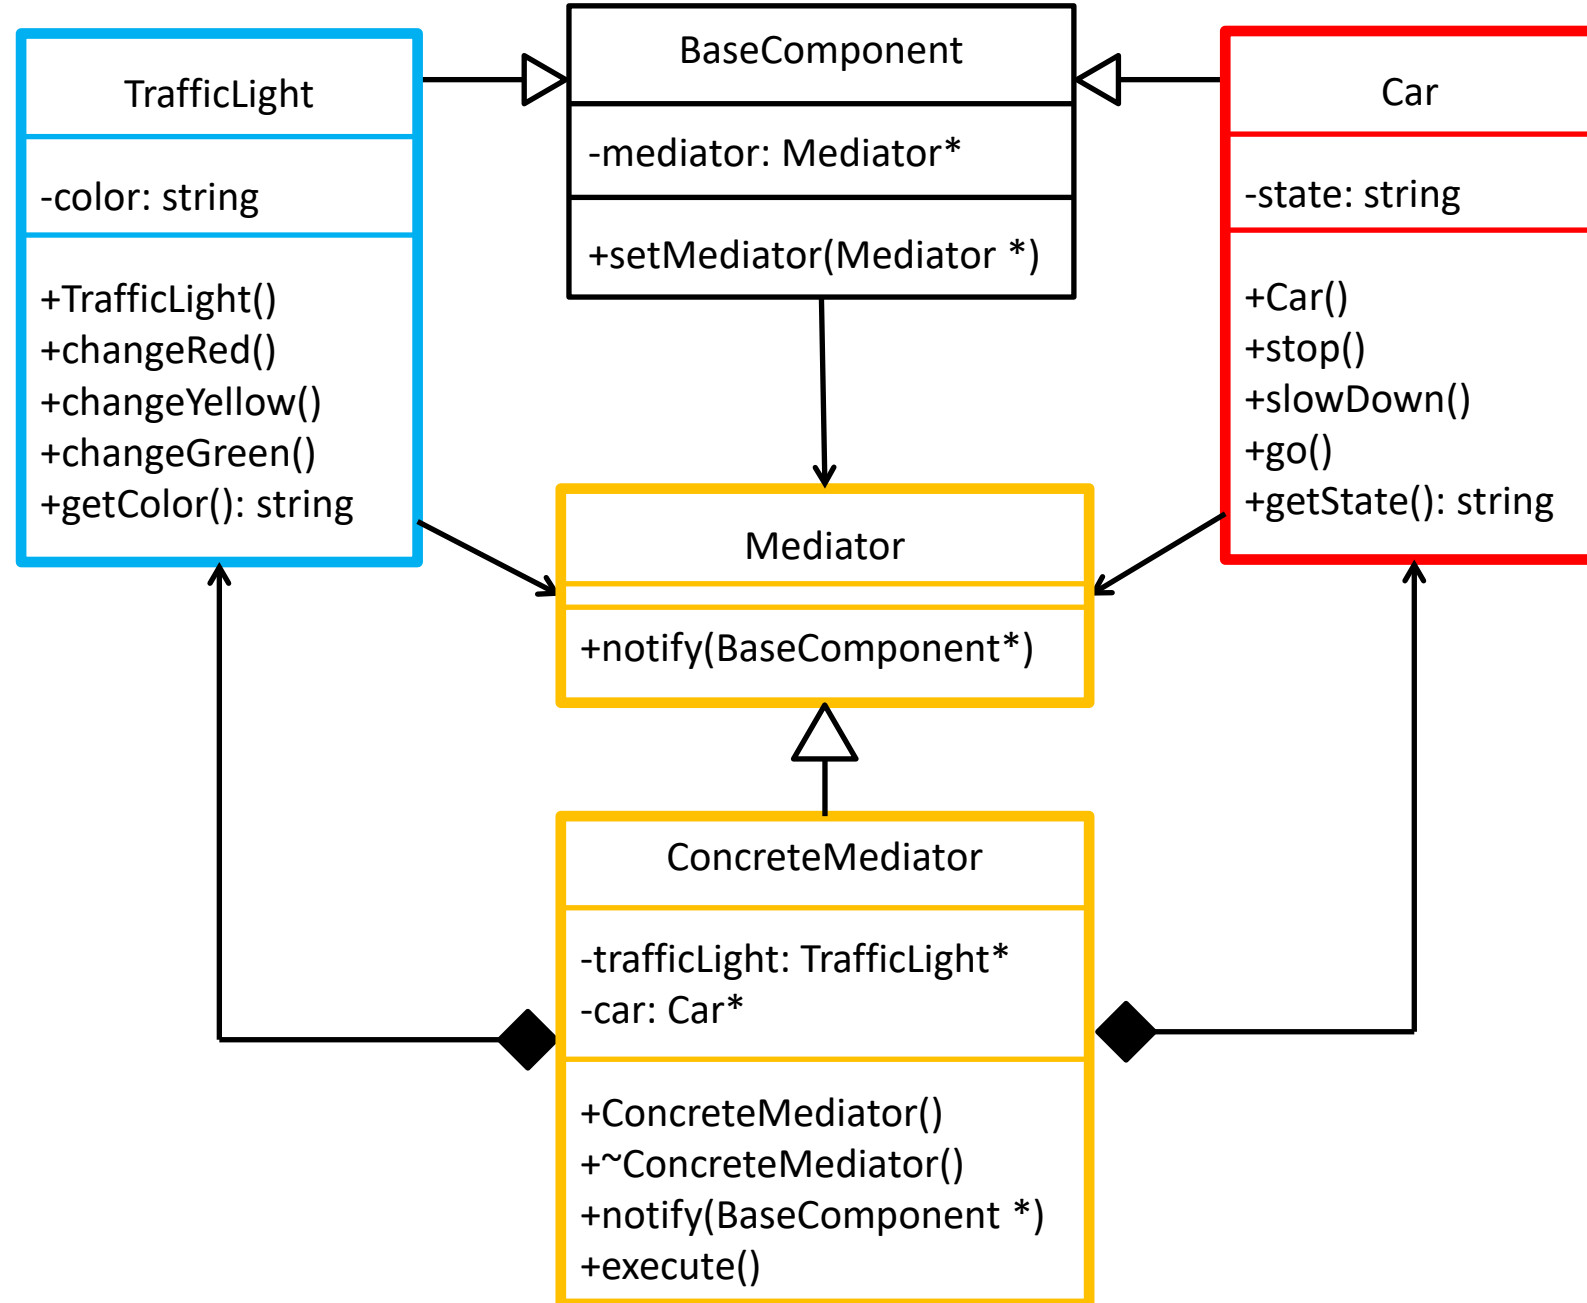 TrafficLight
-color: string
+TrafficLight()
+changeRed()
+changeYellow()
+changeGreen()
+getColor(): string
BaseComponent
-mediator: Mediator*
+setMediator(Mediator *)
Car
-state: string
+Car()
+stop()
+slowDown()
+go()
+getState(): string
Mediator
+notify(BaseComponent*)
ConcreteMediator
-trafficLight: TrafficLight*
-car: Car*
+ConcreteMediator()
+~ConcreteMediator()
+notify(BaseComponent *)
+execute()